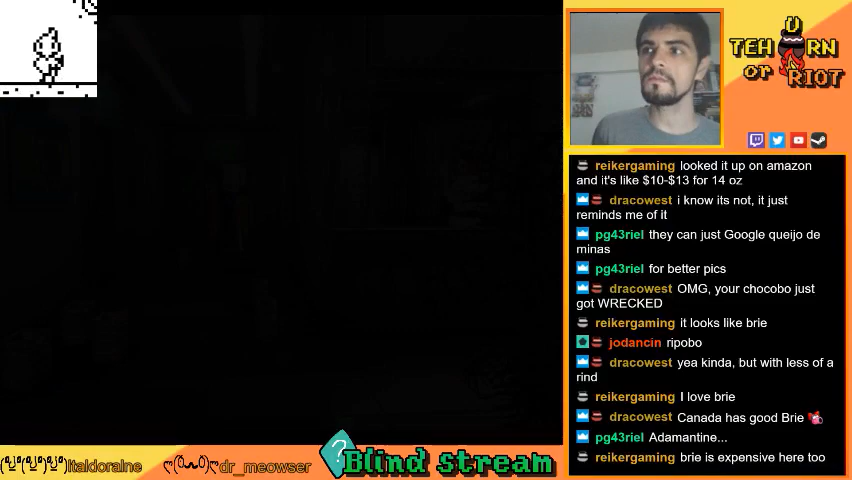 TEH U RN
or RIOT
reikergaming looked it up on amazon
and it's like $10-$13 for 14 oz
dracowest i know its not, it just
reminds me of it
pg43riel they can just Google queijo de
minas
pg43riel for better pics
dracowest OMG, your chocobo just
got WRECKED
reikergaming it looks like brie
jodancin ripobo
dracowest yea kinda, but with less of a
rind
reikergaming I love brie
dracowest Canada has good Brie
pg43riel Adamantine...
reikergaming brie is expensive here too
italdoraine
dr_meowser
? Blind stream